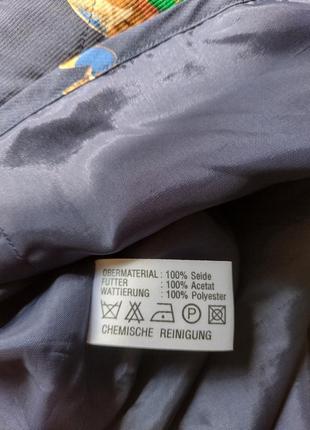 OBERMATERIAL : 100% Seide
FUTTER : 100% Acetat
WATTIERUNG : 100% Polyester
P
CHEMISCHE REINIGUNG